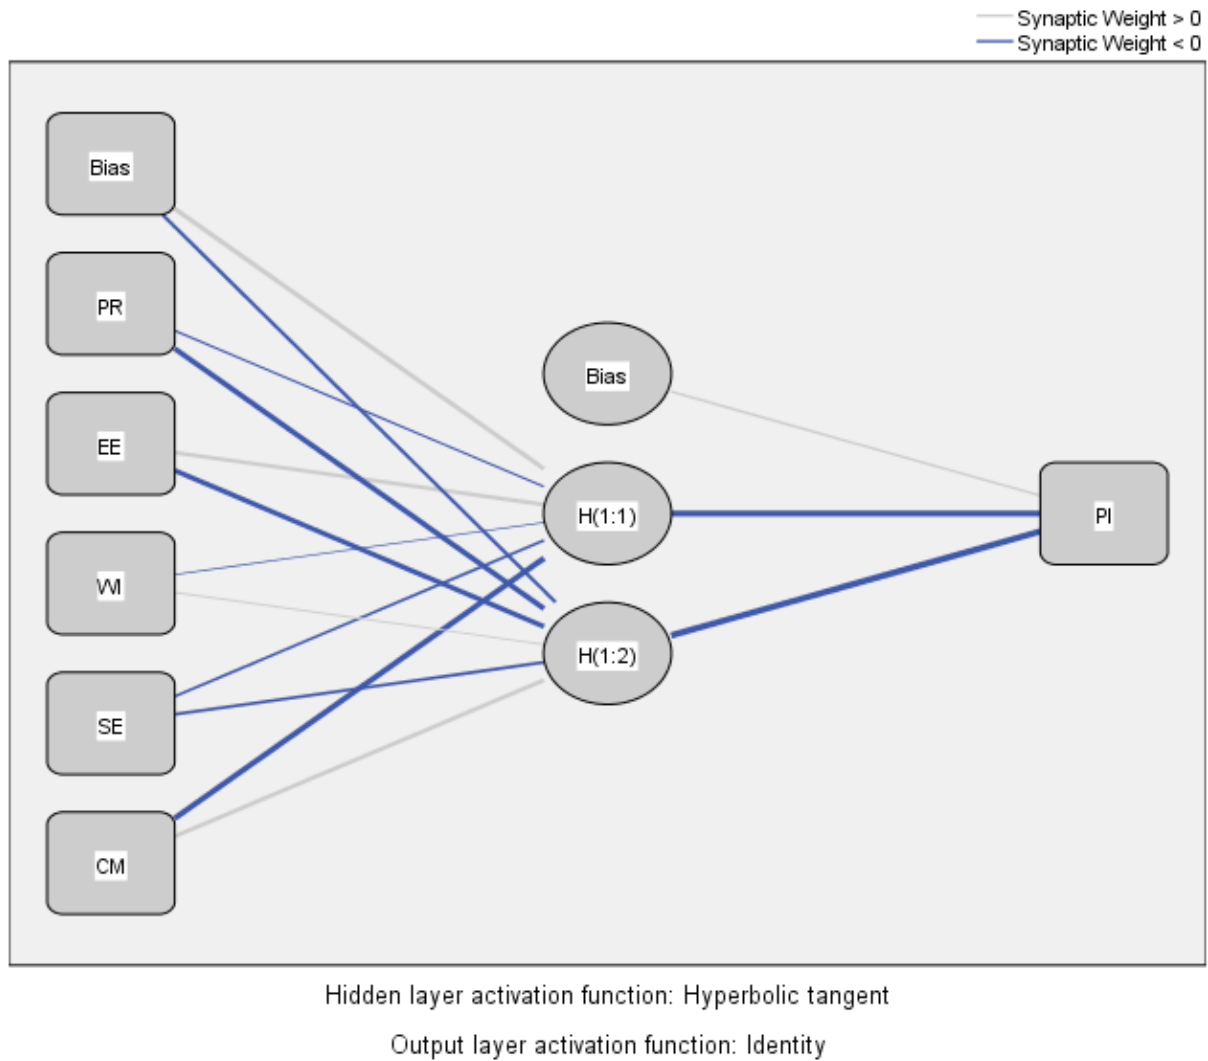 Synaptic Weight > 0
Synaptic Weight < 0
Bias
PR
EE
WI
SE
CM
Bias
H(1:1)
H(1:2)
PI
Hidden layer activation function: Hyperbolic tangent
Output layer activation function: Identity